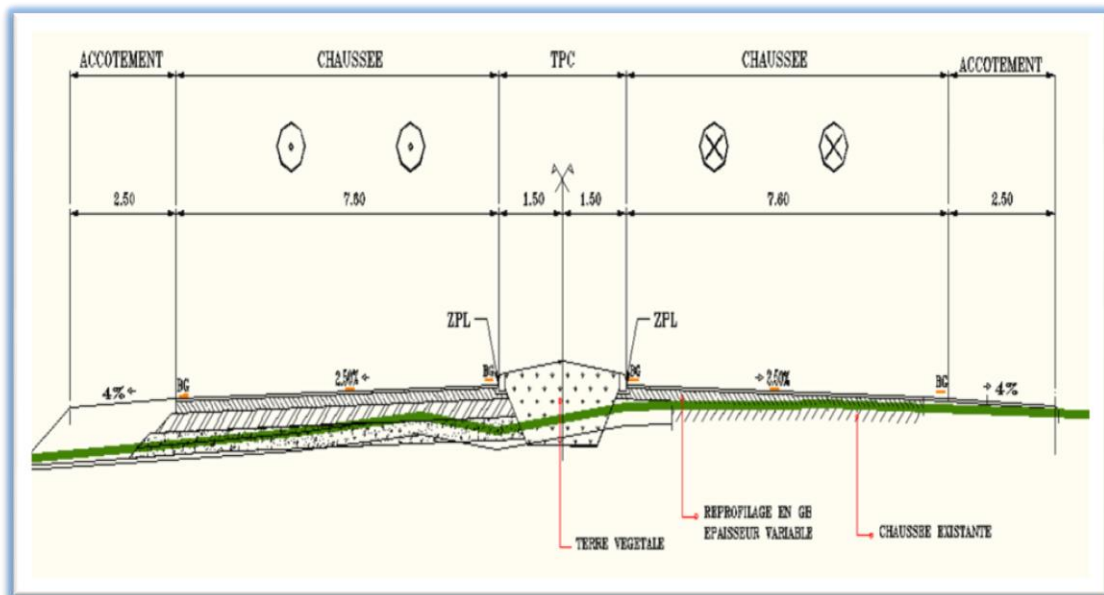 ACCOTEMENT CHAUSSEE TPC CHAUSSEE ACCOTEMENT
2.50 7.60 1.50 1.50 7.60 2.50
ZPL ZPL
4% BG 2.50% BG BG 2.50% BG 4%
REPROFILAGE EN GB
EPAISSEUR VARIABLE
CHAUSSEE EXISTANTE
TERRE VEGETALE